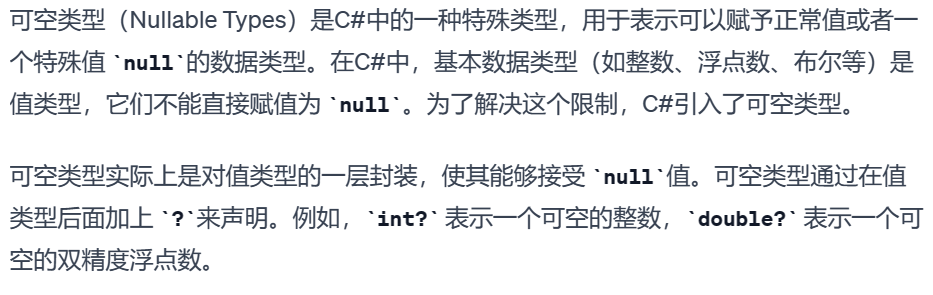 可空类型（Nullable Types）是C#中的一种特殊类型，用于表示可以赋予正常值或者一
个特殊值 `null`的数据类型。在C#中，基本数据类型（如整数、浮点数、布尔等）是
值类型，它们不能直接赋值为 `null`。为了解决这个限制，C#引入了可空类型。
可空类型实际上是对值类型的一层封装，使其能够接受 `null`值。可空类型通过在值
类型后面加上 `?`来声明。例如，`int?` 表示一个可空的整数，`double?` 表示一个可
空的双精度浮点数。